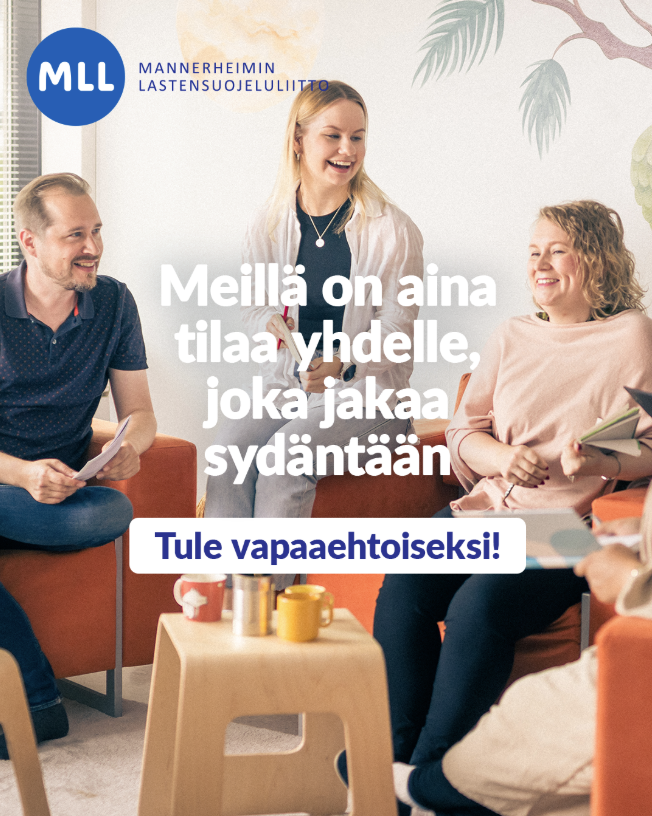 MLL
MANNERHEIMIN
LASTENSUOJELULIITTO
Meillä on aina
tilaa yhdelle,
joka jakaa
sydäntään
Tule vapaaehtoiseksi!